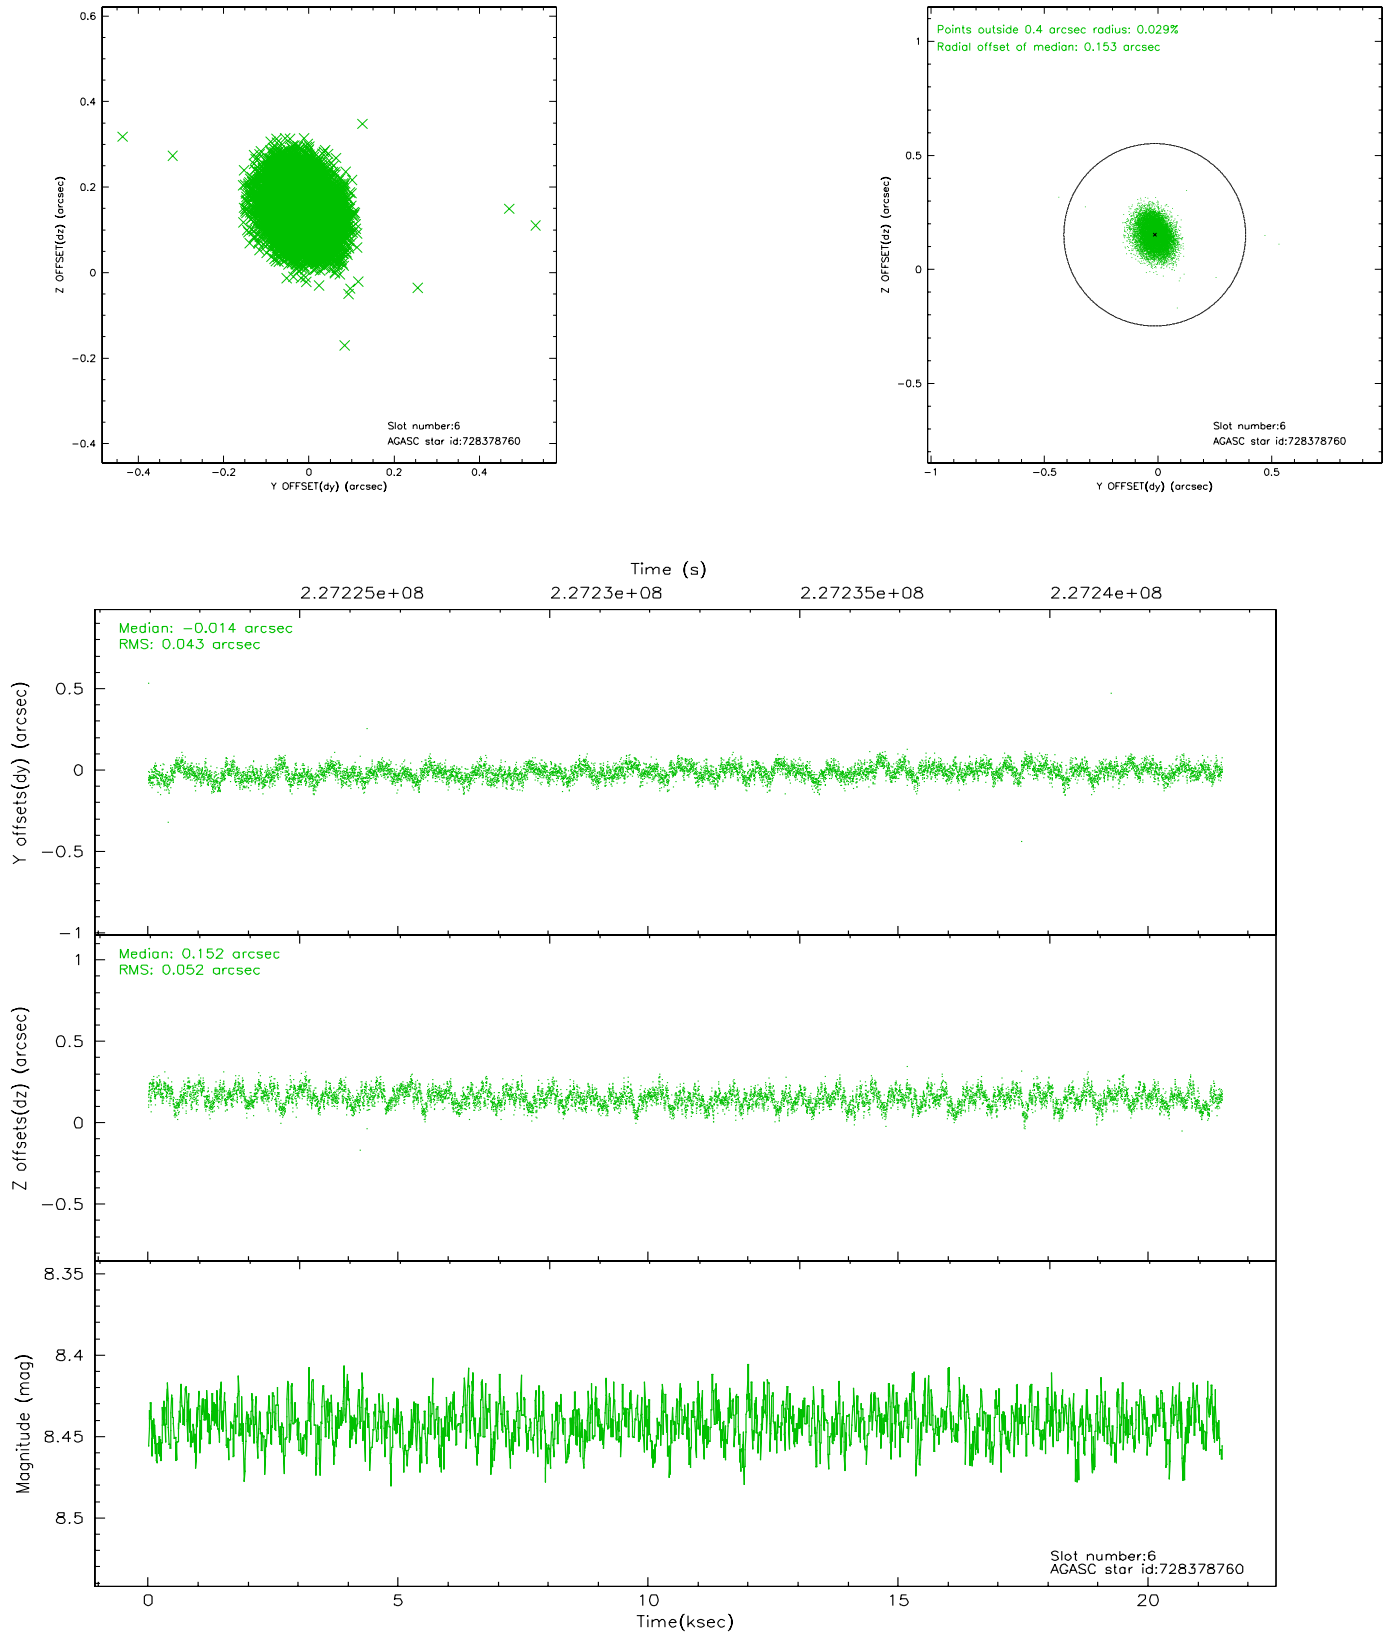 0.6
0.4
0.2
0
−0.2
−0.4
Z OFFSET(dz) (arcsec)
−0.4
−0.2
0
0.2
0.4
Y OFFSET(dy) (arcsec)
Slot number:6
AGASC star id:728378760
Points outside 0.4 arcsec radius: 0.029%
Radial offset of median: 0.153 arcsec
1
0.5
0
−0.5
Z OFFSET(dz) (arcsec)
−1
−0.5
0
0.5
Y OFFSET(dy) (arcsec)
Slot number:6
AGASC star id:728378760
Time (s)
2.27225e+08
2.2723e+08
2.27235e+08
2.2724e+08
Median: −0.014 arcsec
RMS: 0.043 arcsec
0.5
0
−0.5
−1
Y offsets(dy) (arcsec)
Median: 0.152 arcsec
RMS: 0.052 arcsec
1
0.5
0
−0.5
Z offsets(dz) (arcsec)
8.35
8.4
8.45
8.5
Magnitude (mag)
Slot number:6
AGASC star id:728378760
0
5
10
15
20
Time(ksec)